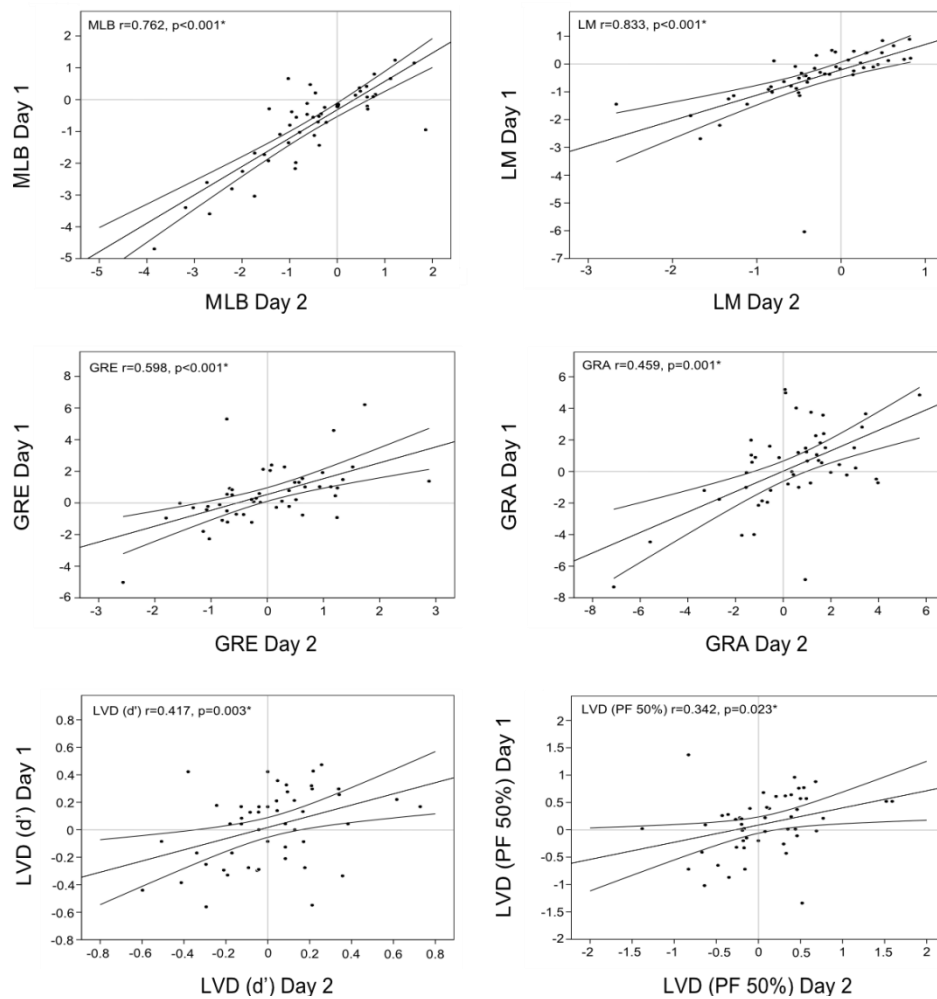 MLB r=0.762, p<0.001*
2
1
0
-1
-2
-3
-4
-5
MLB Day 1
-5 -4 -3 -2 -1 0 1 2
MLB Day 2
LM r=0.833, p<0.001*
1
0
-1
-2
-3
-4
-5
-6
-7
LM Day 1
-3 -2 -1 0 1
LM Day 2
GRE r=0.598, p<0.001*
8
6
4
2
0
-2
-4
-6
GRE Day 1
-3 -2 -1 0 1 2 3
GRE Day 2
GRA r=0.459, p=0.001*
8
6
4
2
0
-2
-4
-6
-8
GRA Day 1
-8 -6 -4 -2 0 2 4 6
GRA Day 2
LVD (d') r=0.417, p=0.003*
0.8
0.6
0.4
0.2
0
-0.2
-0.4
-0.6
-0.8
LVD (d’) Day 1
-0.8 -0.6 -0.4 -0.2 0 0.2 0.4 0.6 0.8
LVD (d’) Day 2
LVD (PF 50%) r=0.342, p=0.023*
2
1.5
1
0.5
0
-0.5
-1
-1.5
-2
LVD (PF 50%) Day 1
-2 -1.5 -1 -0.5 0 0.5 1 1.5 2
LVD (PF 50%) Day 2